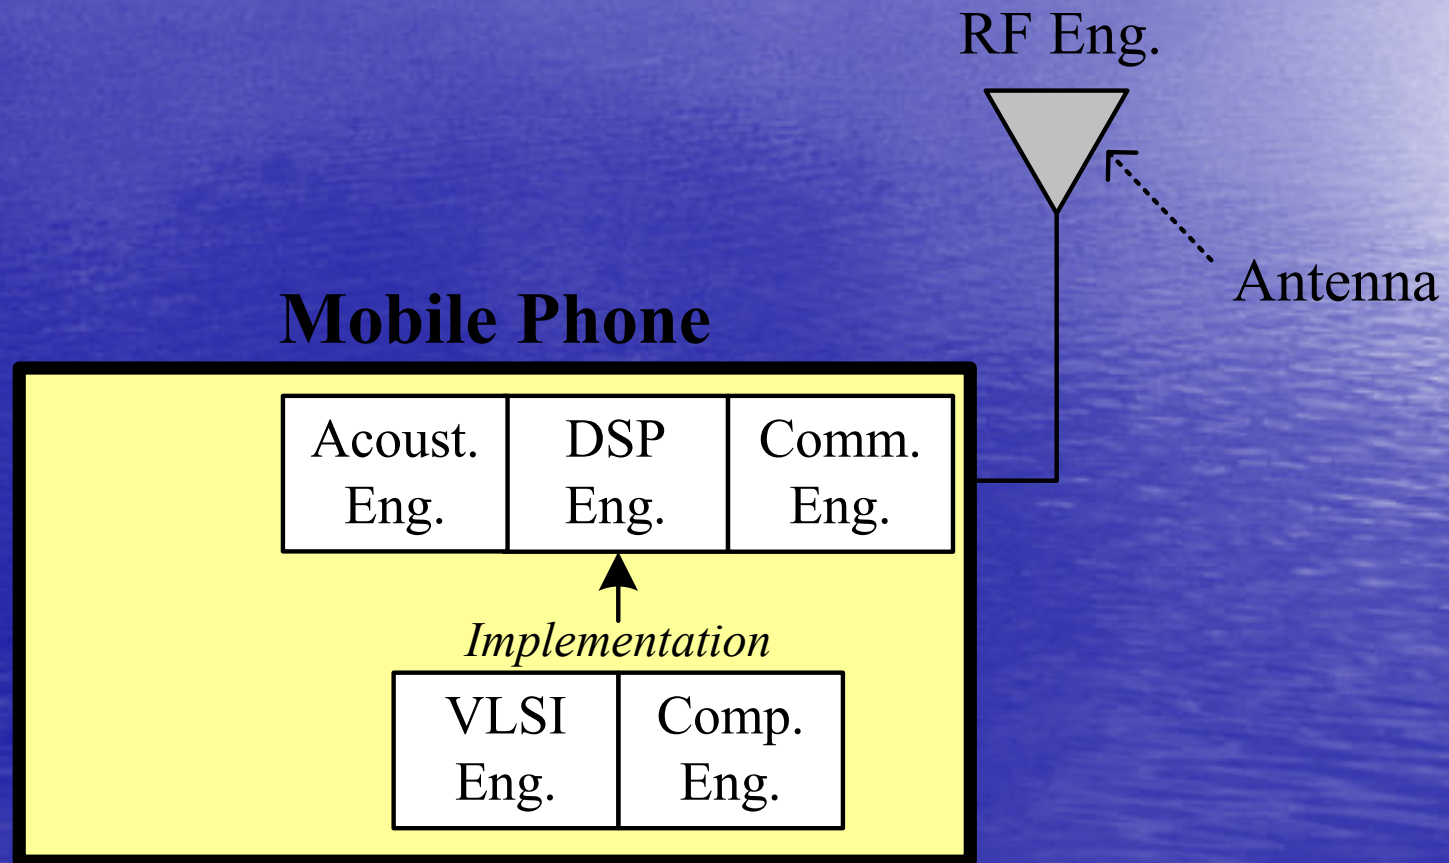 RF Eng.
Antenna
Mobile Phone
Acoust.
Eng.
DSP
Eng.
Comm.
Eng.
Implementation
VLSI
Eng.
Comp.
Eng.